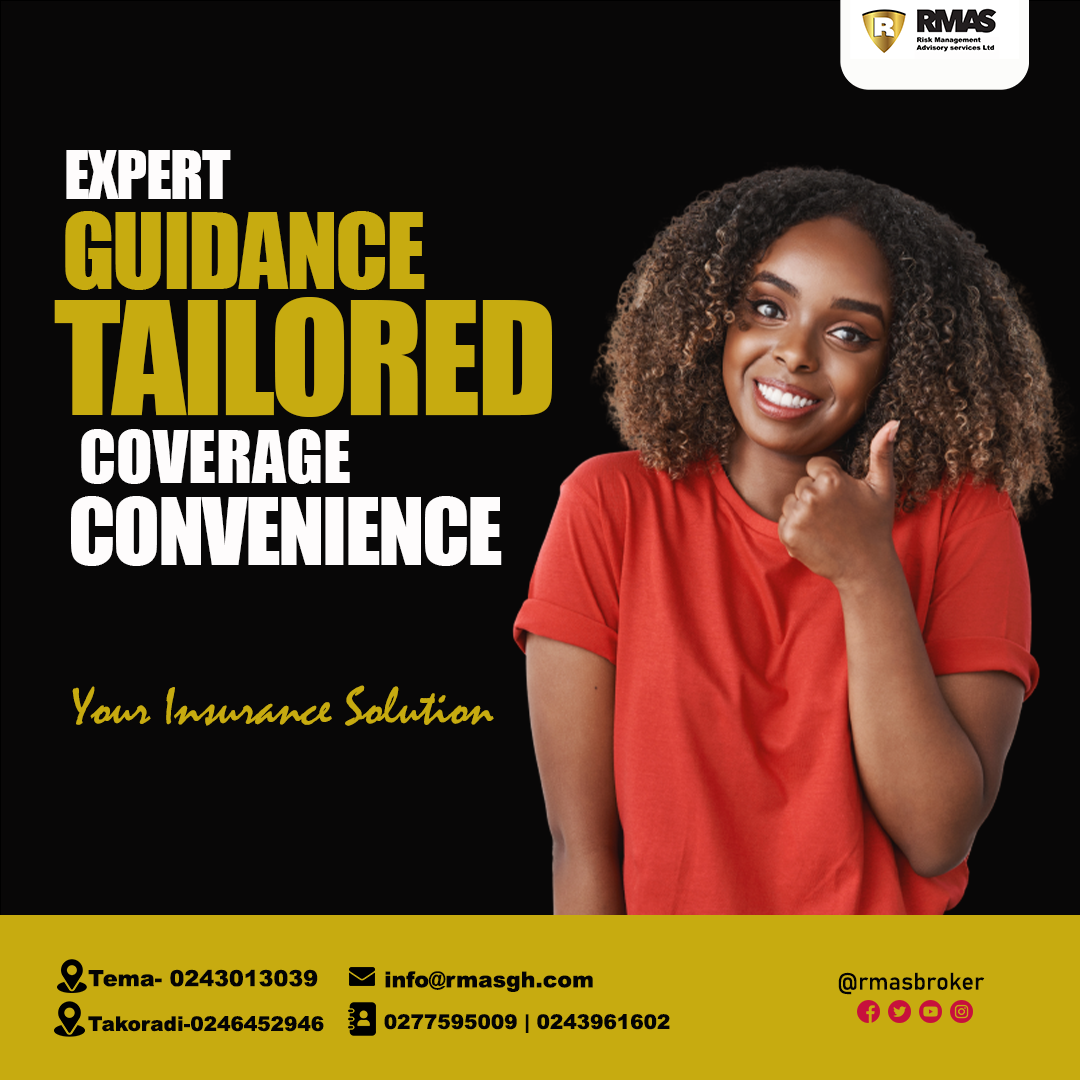 R RMAS
Risk Management
Advisory services Ltd
EXPERT
GUIDANCE
TAILORED
COVERAGE
CONVENIENCE
Your Insurance Solution
Tema- 0243013039
Takoradi-0246452946
info@rmasgh.com
0277595009 | 0243961602
@rmasbroker